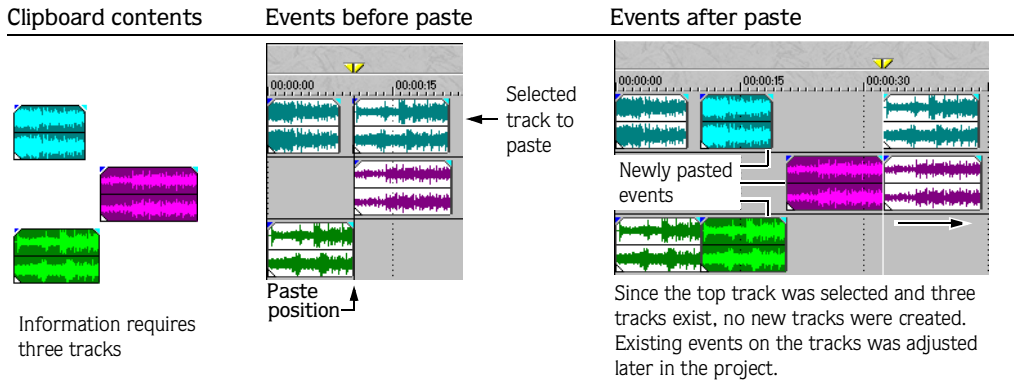 Clipboard contents
Events before paste
Events after paste
00:00:00
00:00:15
Selected
track to
paste
00:00:00
00:00:15
00:00:30
Newly pasted
events
Paste
position
Information requires
three tracks
Since the top track was selected and three
tracks exist, no new tracks were created.
Existing events on the tracks was adjusted
later in the project.